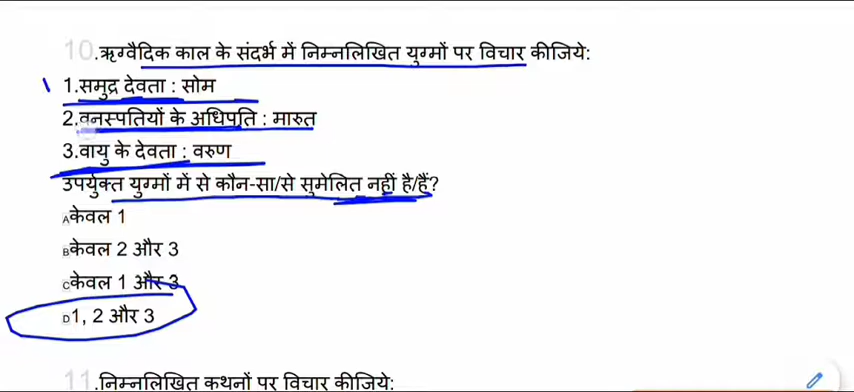 10.ऋग्वैदिक काल के संदर्भ में निम्नलिखित युग्मों पर विचार कीजिये:
1.समुद्र देवता : सोम
2.वनस्पतियों के अधिपति : मारुत
3.वायु के देवता : वरुण
उपर्युक्त युग्मों में से कौन-सा/से सुमेलित नहीं है/हैं?
Aकेवल 1
Bकेवल 2 और 3
Cकेवल 1 और 3
D1, 2 और 3
11.निम्नलिखित कथनों पर विचार कीजिये: